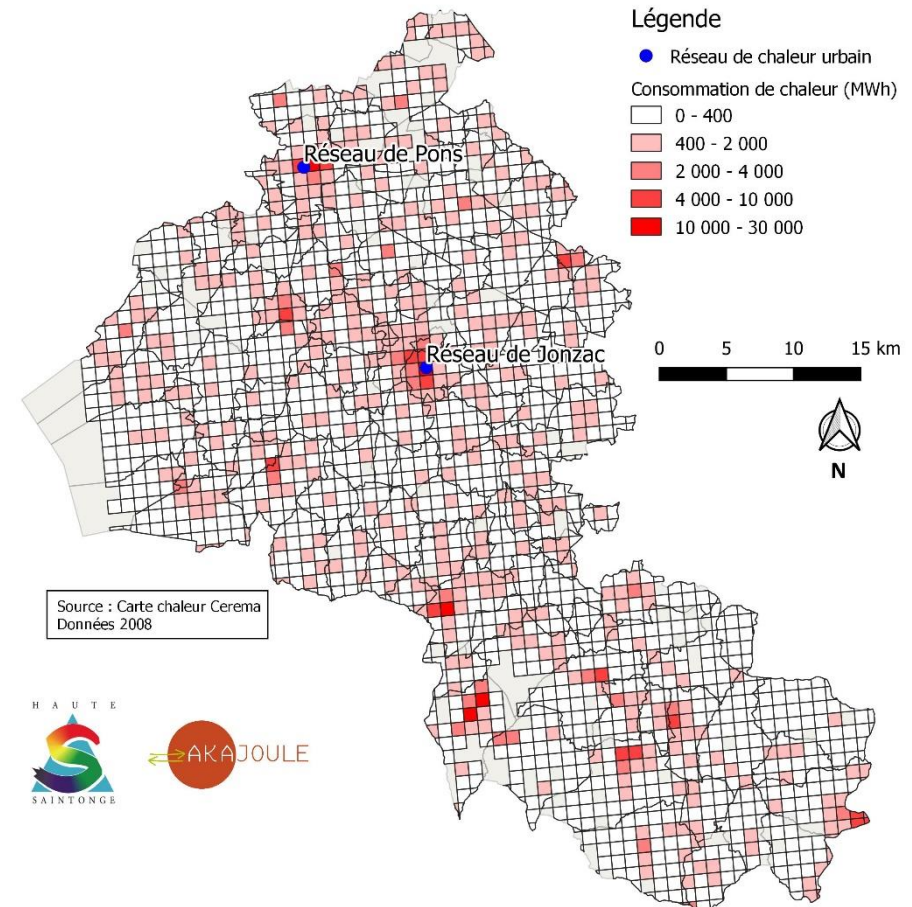 Légende
Réseau de chaleur urbain
Consommation de chaleur (MWh)
0 - 400
400 - 2 000
2 000 - 4 000
4 000 - 10 000
10 000 - 30 000
Réseau de Pons
Réseau de Jonzac
0 5 10 15 km
N
Source : Carte chaleur Cerema
Données 2008
HAUTE
S
SAINTONGE
AKAJOULE